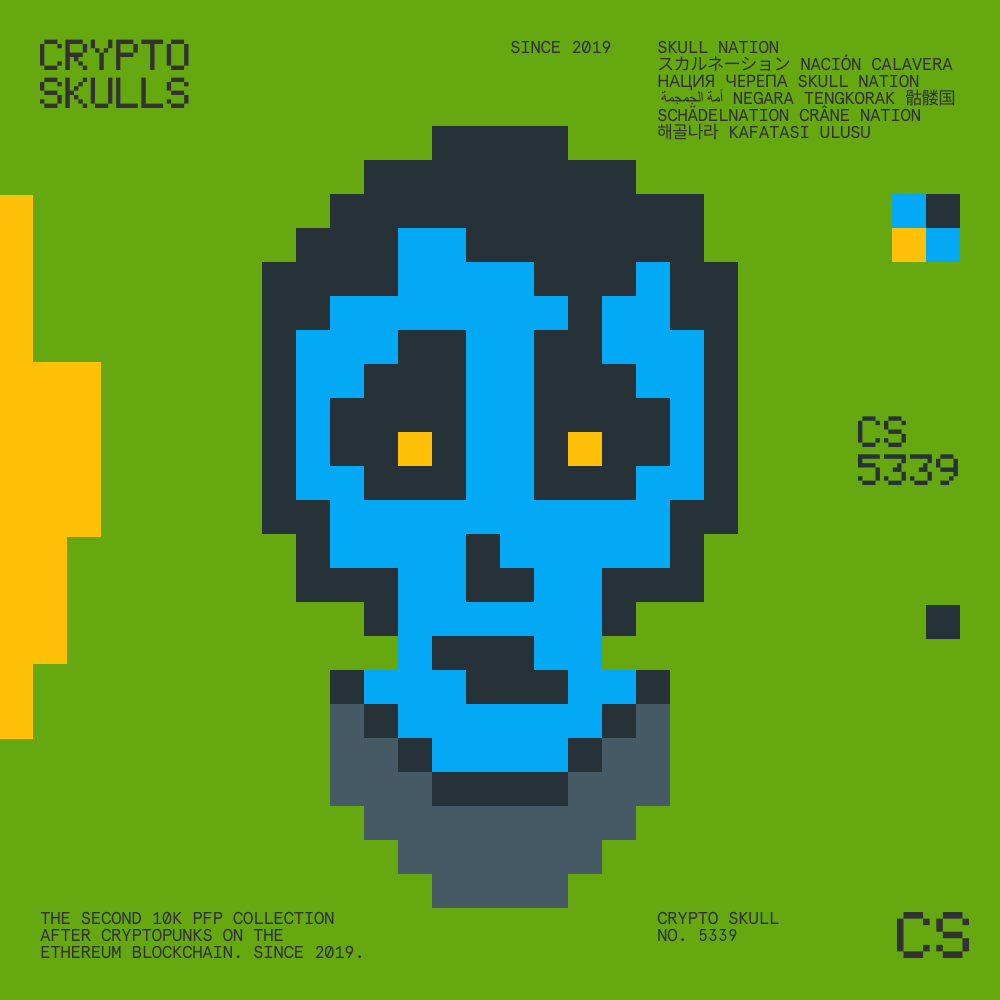 CRYPTO
SKULLS
SINCE 2019
SKULL NATION
スカルネーション NACIÓN CALAVERA
НАЦИЯ ЧЕРЕПА SKULL NATION
أمة الجمجمة NEGARA TENGKORAK 骷髅国
SCHÄDELNATION CRÂNE NATION
해골나라 KAFATASI ULUSU
CS
5339
THE SECOND 10K PFP COLLECTION
AFTER CRYPTOPUNKS ON THE
ETHEREUM BLOCKCHAIN. SINCE 2019.
CRYPTO SKULL
NO. 5339
CS